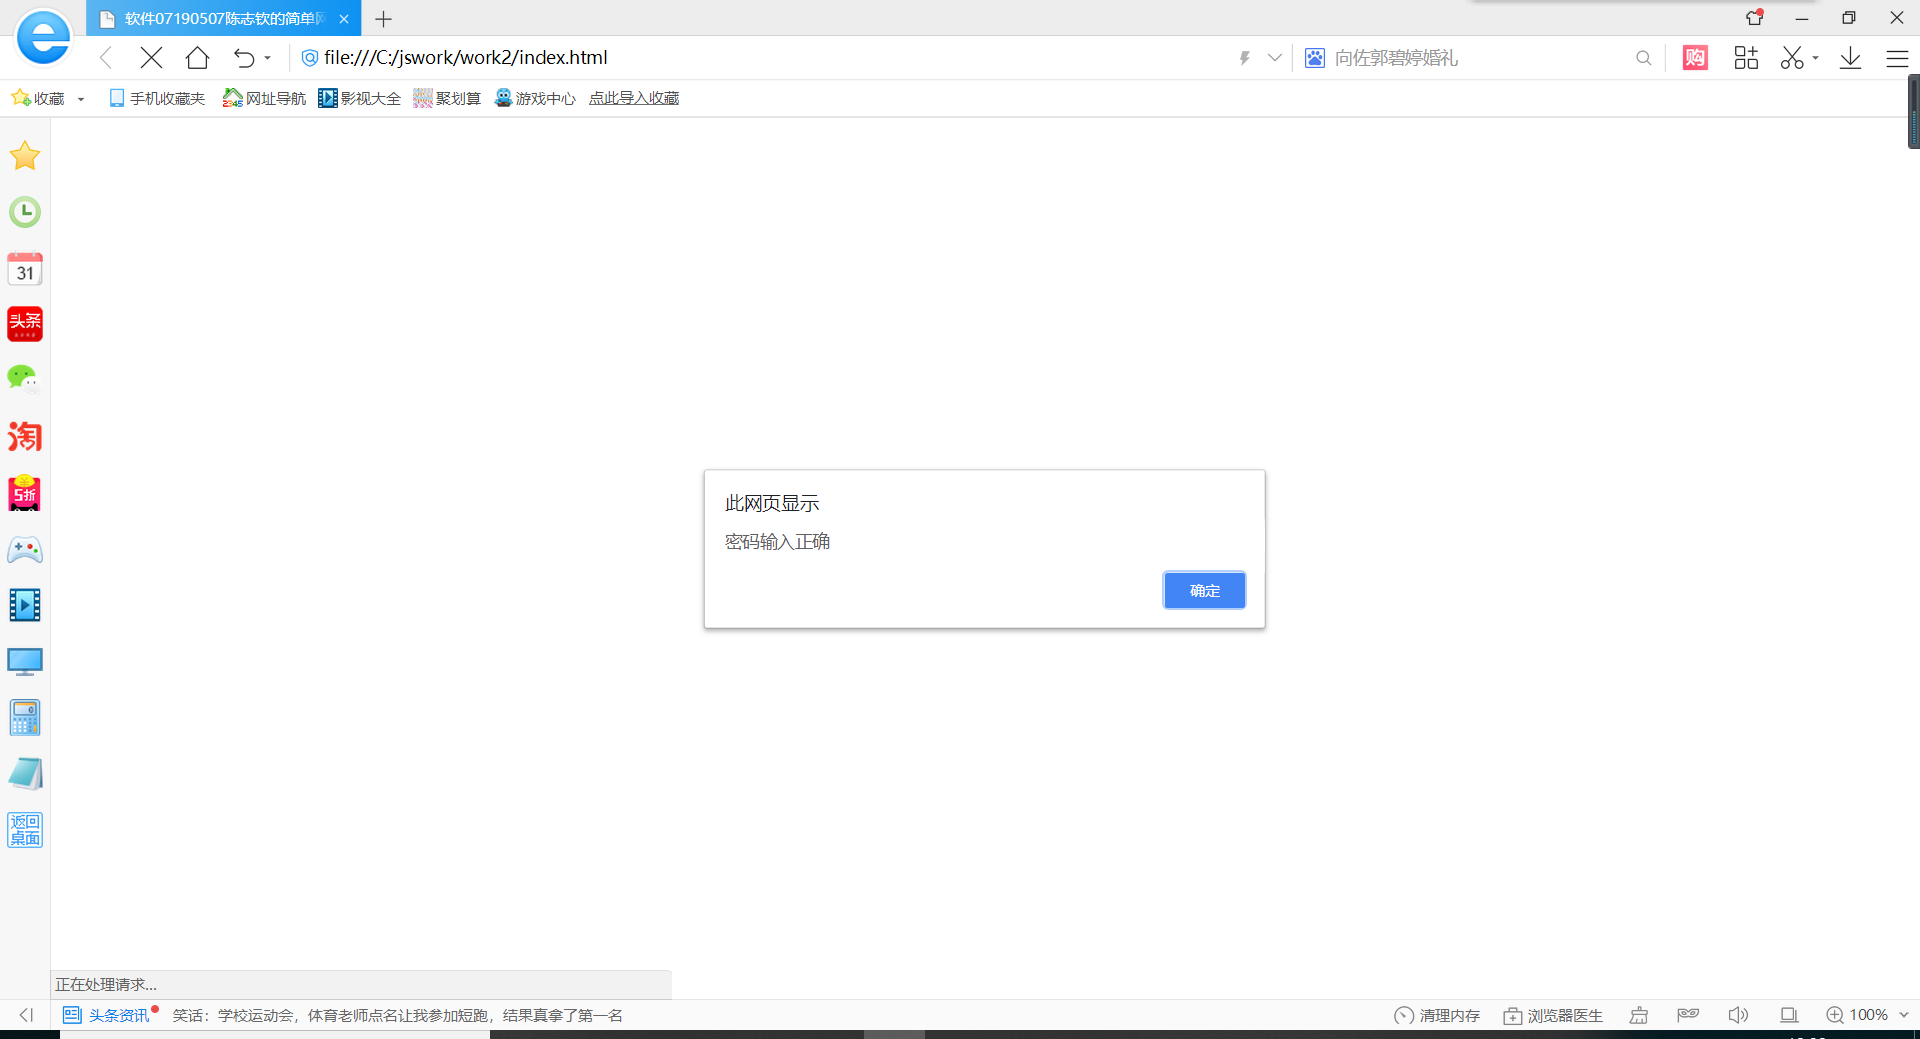 软件07190507陈志钦的简单网
file:///C:/jswork/work2/index.html
向佐郭碧婷婚礼
购
收藏 手机收藏夹 网址导航 影视大全 聚划算 游戏中心 点此导入收藏
31
头条
淘
5折
返回
桌面
此网页显示
密码输入正确
确定
正在处理请求...
头条资讯 笑话：学校运动会，体育老师点名让我参加短跑，结果真拿了第一名
清理内存 浏览器医生 100%